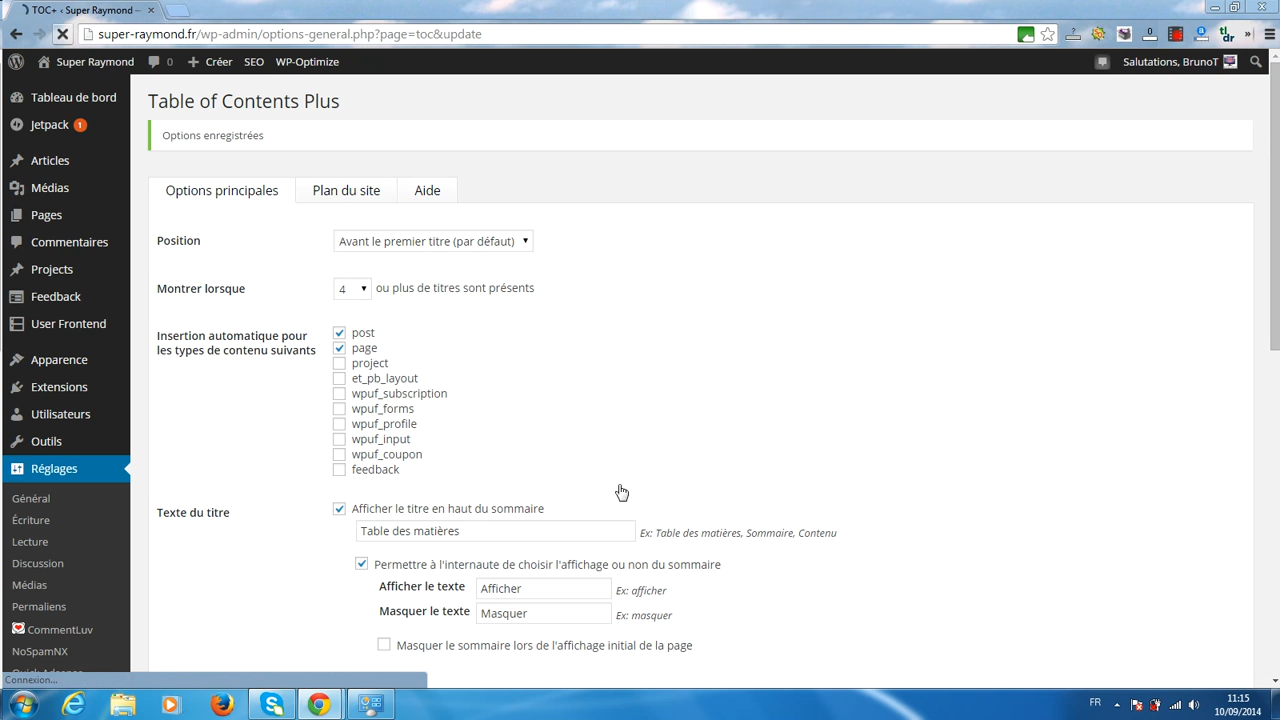 TOC+ ‹ Super Raymond —
super-raymond.fr/wp-admin/options-general.php?page=toc&update
tl;dr
Super Raymond
0
Créer
SEO
WP-Optimize
Salutations, BrunoT
Tableau de bord
Jetpack 1
Articles
Médias
Pages
Commentaires
Projects
Feedback
User Frontend
Apparence
Extensions
Utilisateurs
Outils
Réglages
Général
Écriture
Lecture
Discussion
Médias
Permaliens
CommentLuv
NoSpamNX
Table of Contents Plus
Options enregistrées
Options principales
Plan du site
Aide
Position
Avant le premier titre (par défaut)
Montrer lorsque
4 ou plus de titres sont présents
Insertion automatique pour
les types de contenu suivants
post
page
project
et_pb_layout
wpuf_subscription
wpuf_forms
wpuf_profile
wpuf_input
wpuf_coupon
feedback
Texte du titre
Afficher le titre en haut du sommaire
Table des matières
Ex: Table des matières, Sommaire, Contenu
Permettre à l'internaute de choisir l'affichage ou non du sommaire
Afficher le texte
Afficher
Ex: afficher
Masquer le texte
Masquer
Ex: masquer
Masquer le sommaire lors de l'affichage initial de la page
Connexion...
FR
11:15
10/09/2014